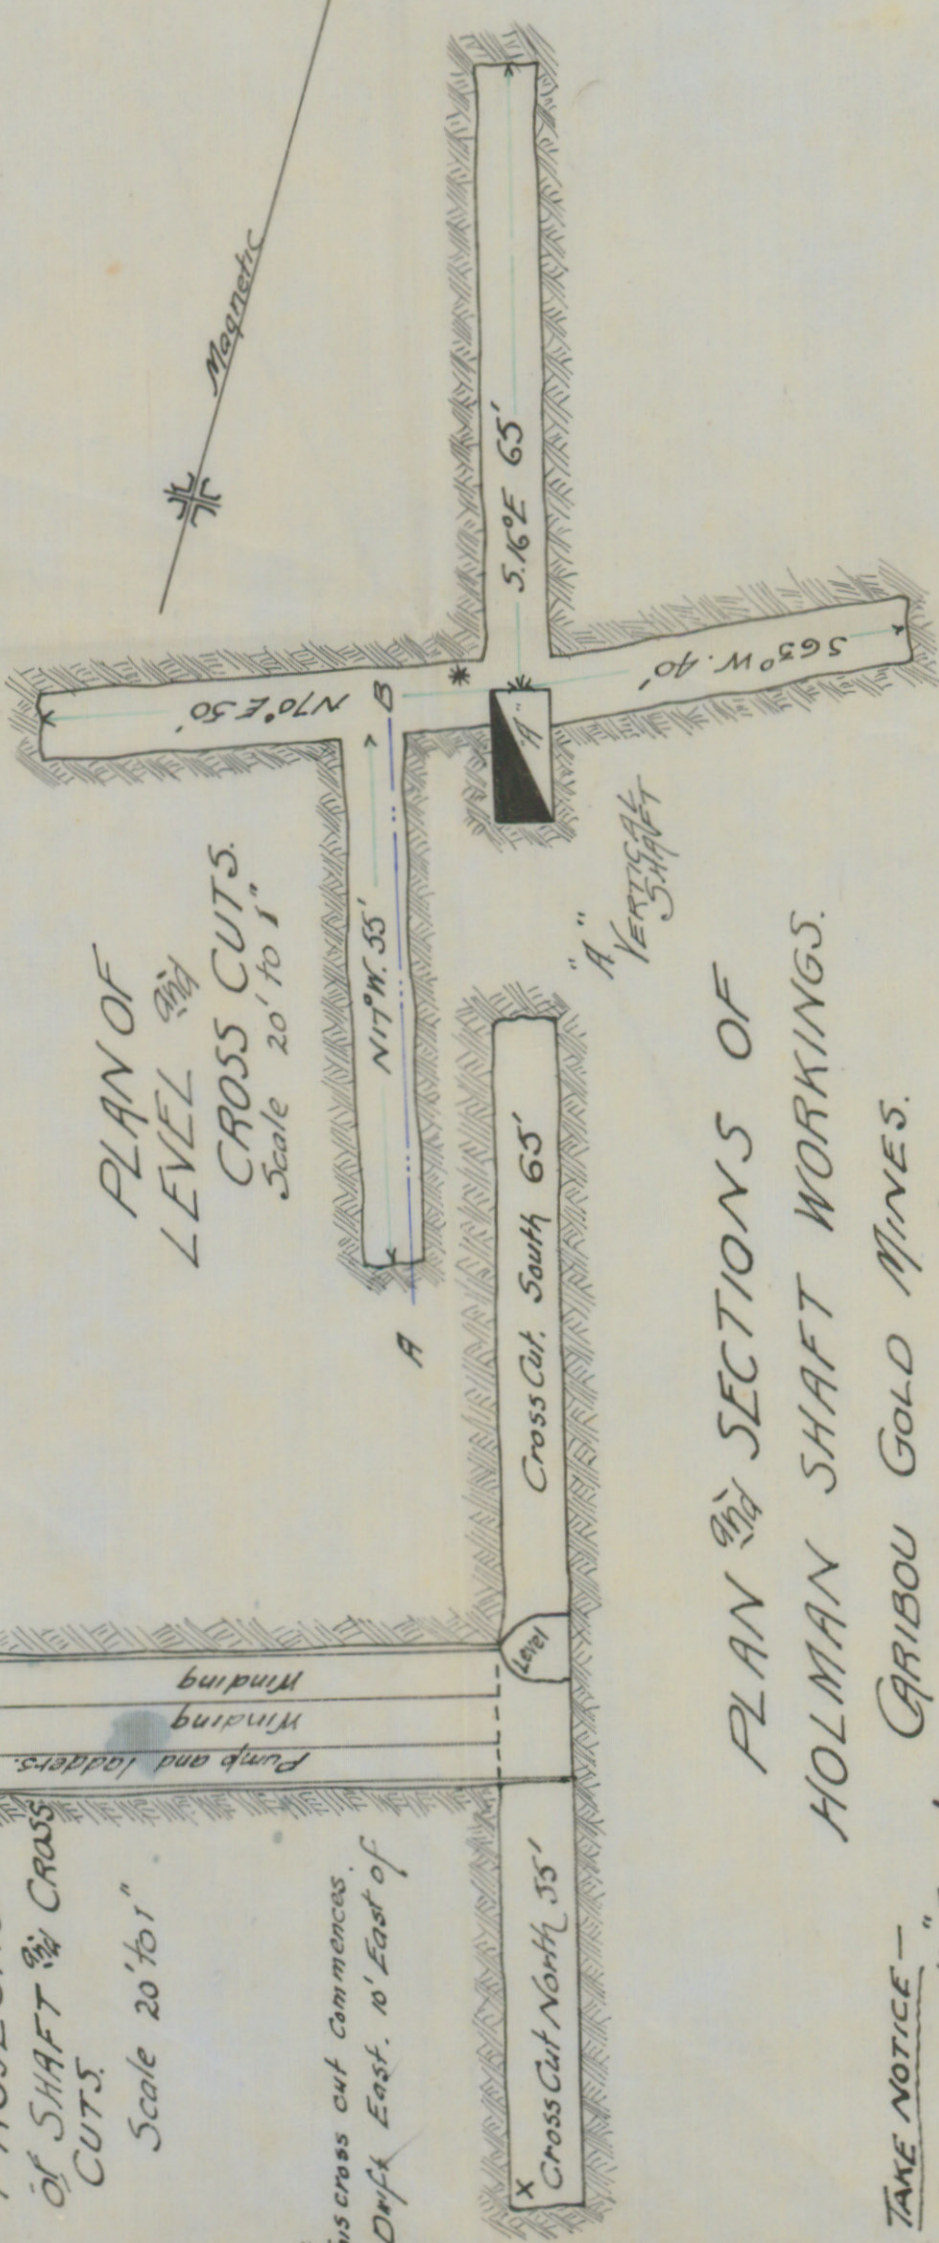 Magnetic
N70°E 50'
B
S.16°E 65'
S65°W. 40'
"A"
N17°W. 55'
A
PLAN OF
LEVEL and
CROSS CUTS.
Scale 20' to 1"
"A"
VERTICAL
SHAFT
of SHAFT and CROSS
CUTS.
Scale 20' to 1"
Pump and ladders.
Winding
Winding
Level
Cross Cut. South 65'
X
Cross Cut North 55'
cross cut Commences
Drift East. 10' East of
PLAN and SECTIONS OF
HOLMAN SHAFT WORKINGS.
CARIBOU GOLD MINES.
TAKE NOTICE —